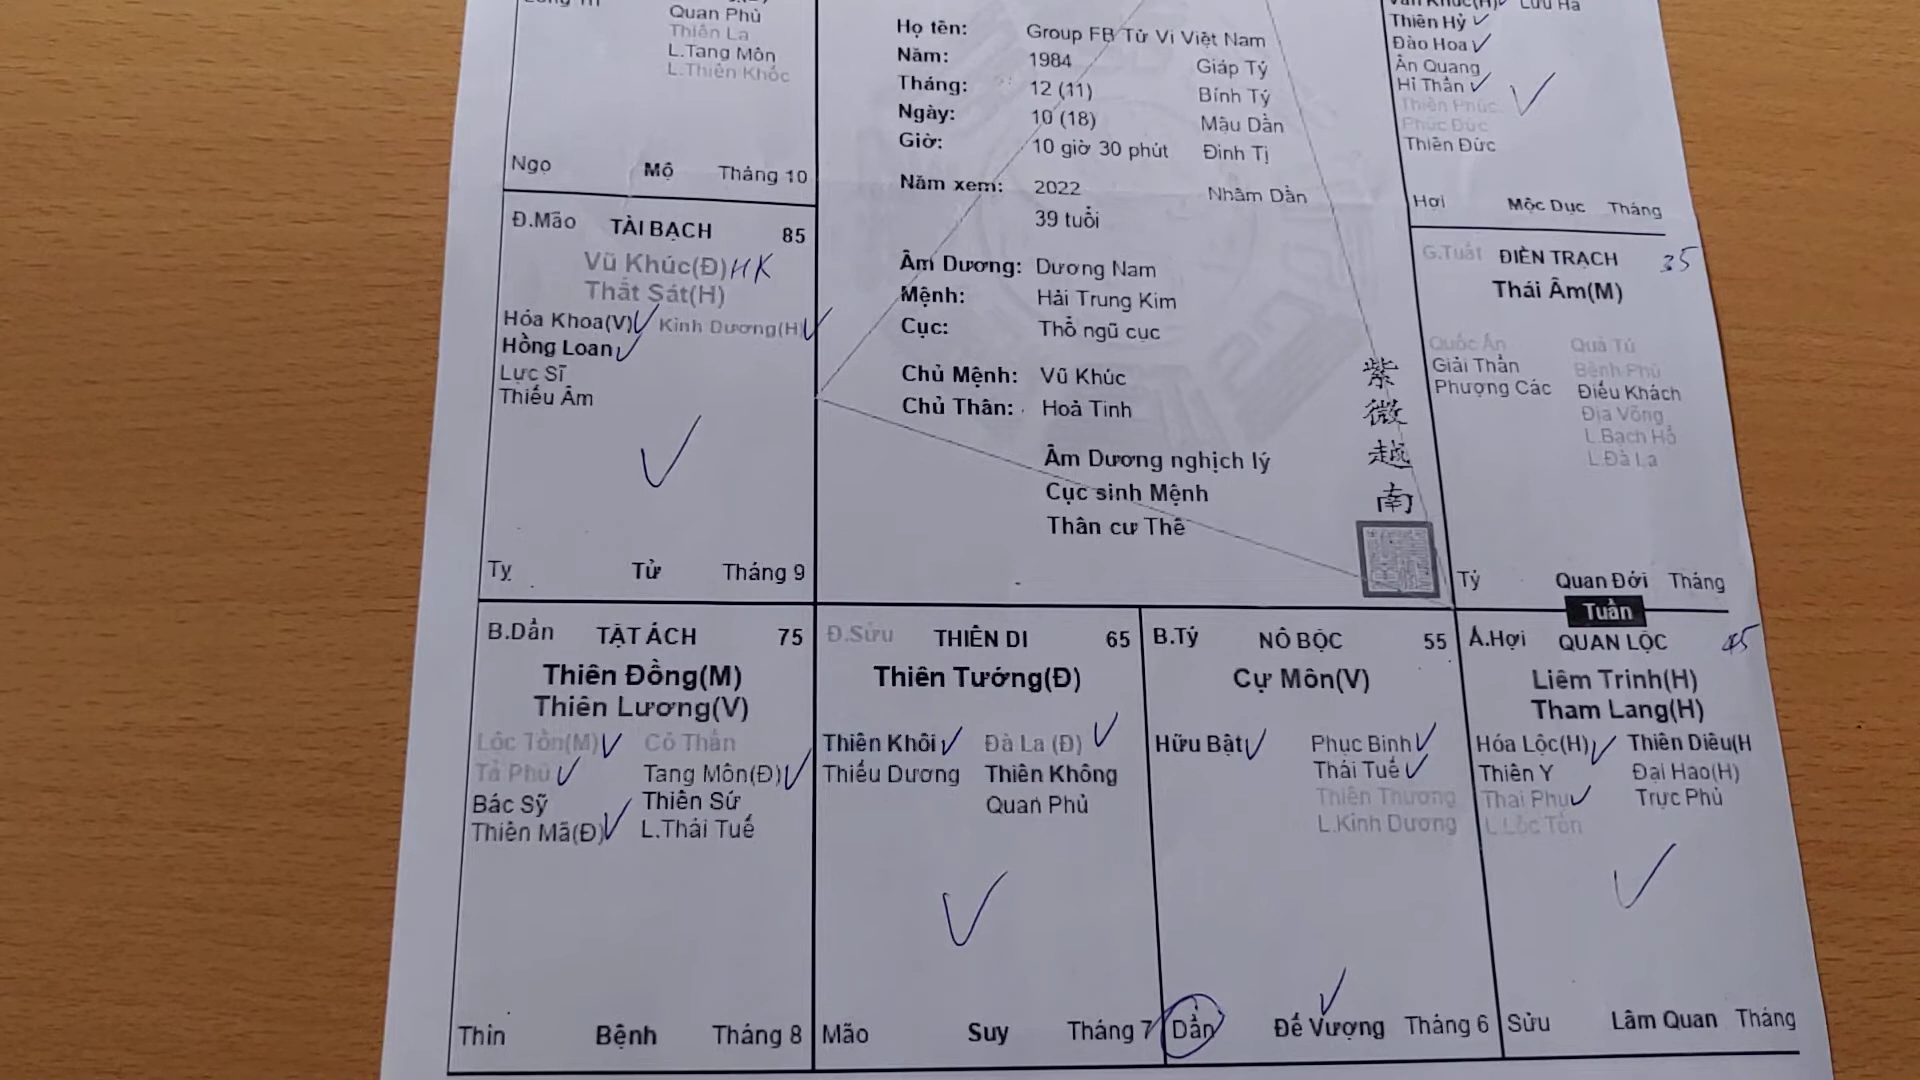 Quan Phủ
Thiên La
L.Tang Môn
L.Thiên Khốc
Ngọ Mộ Tháng 10
Họ tên: Group FB Tử Vi Việt Nam
Năm: 1984 Giáp Tý
Tháng: 12 (11) Bính Tý
Ngày: 10 (18) Mậu Dần
Giờ: 10 giờ 30 phút Đinh Tị
Năm xem: 2022 Nhâm Dần
39 tuổi
Âm Dương: Dương Nam
Mệnh: Hải Trung Kim
Cục: Thổ ngũ cục
Chủ Mệnh: Vũ Khúc
Chủ Thân: Hoả Tinh
Âm Dương nghịch lý
Cục sinh Mệnh
Thân cư Thê
紫
微
越
南
Lưu Hà
Thiên Hỷ
Đào Hoa
Ân Quang
Hỉ Thần
Thiên Phúc
Phúc Đức
Thiên Đức
Hợi Mộc Dục Tháng
Đ.Mão TÀI BẠCH 85
Vũ Khúc(Đ) HK
Thất Sát(H)
Hóa Khoa(V) Kình Dương(H)
Hồng Loan
Lực Sĩ
Thiếu Âm
Tỵ Tử Tháng 9
G.Tuất ĐIỀN TRẠCH 35
Thái Âm(M)
Quốc Ấn Quả Tú
Giải Thần Bệnh Phù
Phượng Các Điếu Khách
Địa Võng
L.Bạch Hổ
L.Đà La
Tý Quan Đới Tháng
Tuần
B.Dần TẬT ÁCH 75
Thiên Đồng(M)
Thiên Lương(V)
Lộc Tồn(M) Cô Thần
Tả Phù Tang Môn(Đ)
Bác Sỹ Thiên Sứ
Thiên Mã(Đ) L.Thái Tuế
Thìn Bệnh Tháng 8
Đ.Sửu THIÊN DI 65
Thiên Tướng(Đ)
Thiên Khôi Đà La (Đ)
Thiếu Dương Thiên Không
Quan Phủ
Mão Suy Tháng 7
B.Tý NÔ BỘC 55
Cự Môn(V)
Hữu Bật Phục Binh
Thái Tuế
Thiên Thương
L.Kình Dương
Dần Đế Vượng Tháng 6
Á.Hợi QUAN LỘC 45
Liêm Trinh(H)
Tham Lang(H)
Hóa Lộc(H) Thiên Diêu(H
Thiên Y Đại Hao(H)
Thai Phụ Trực Phù
L.Lộc Tồn
Sửu Lâm Quan Tháng